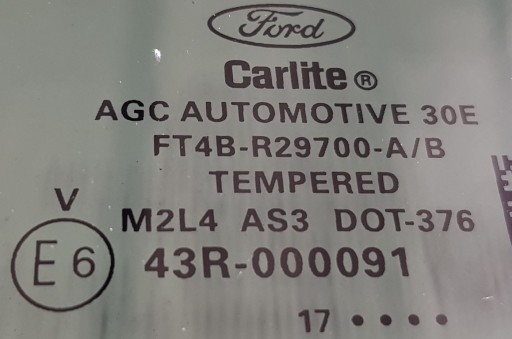 Ford
Carlite ®
AGC AUTOMOTIVE 30E
FT4B-R29700-A/B
TEMPERED
V
M2L4 AS3 DOT-376
E6 43R-000091
17 • • • •